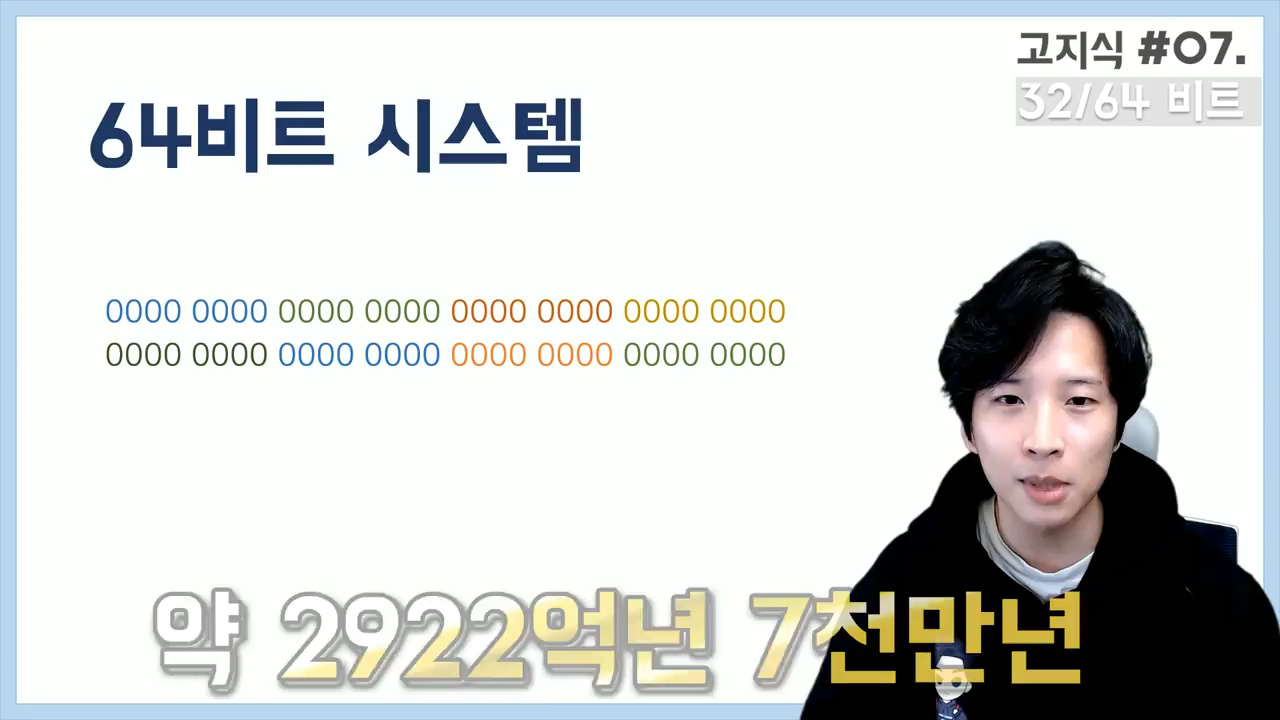 고지식 #07.
32/64 비트
64비트 시스템
0000 0000 0000 0000 0000 0000 0000 0000
0000 0000 0000 0000 0000 0000 0000 0000
약 2922억년 7천만년